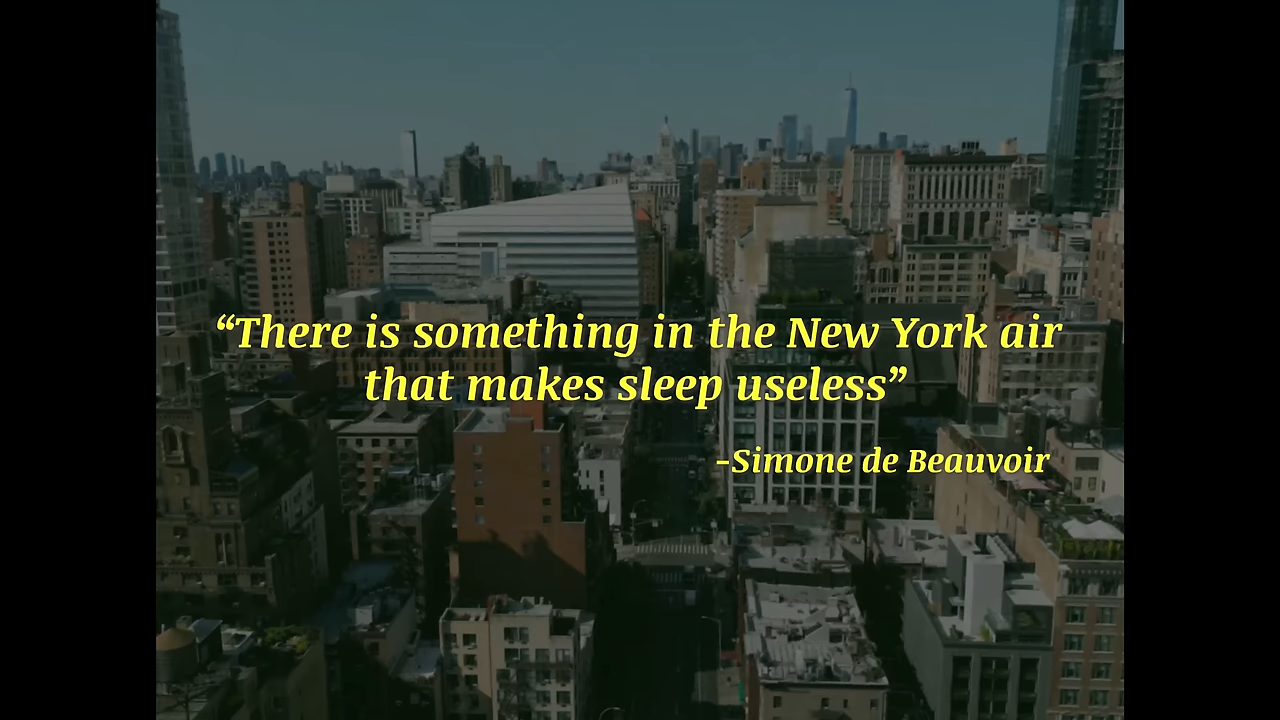 “There is something in the New York air
that makes sleep useless”
-Simone de Beauvoir